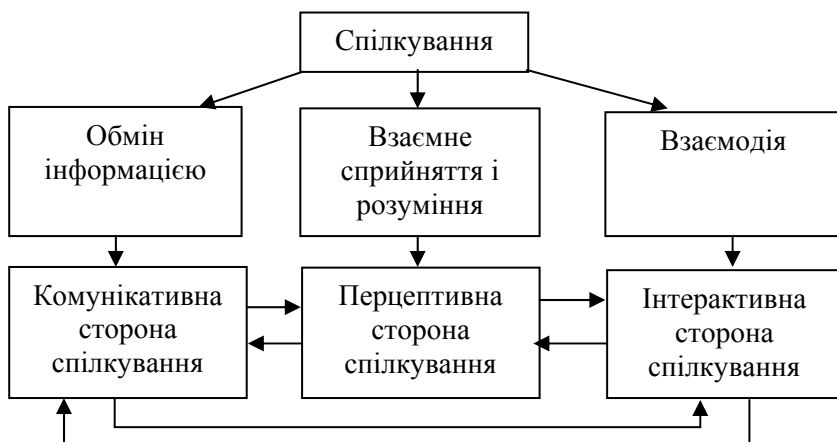 Спілкування
Обмін
інформацією
Взаємне
сприйняття і
розуміння
Взаємодія
Комунікативна
сторона
спілкування
Перцептивна
сторона
спілкування
Інтерактивна
сторона
спілкування